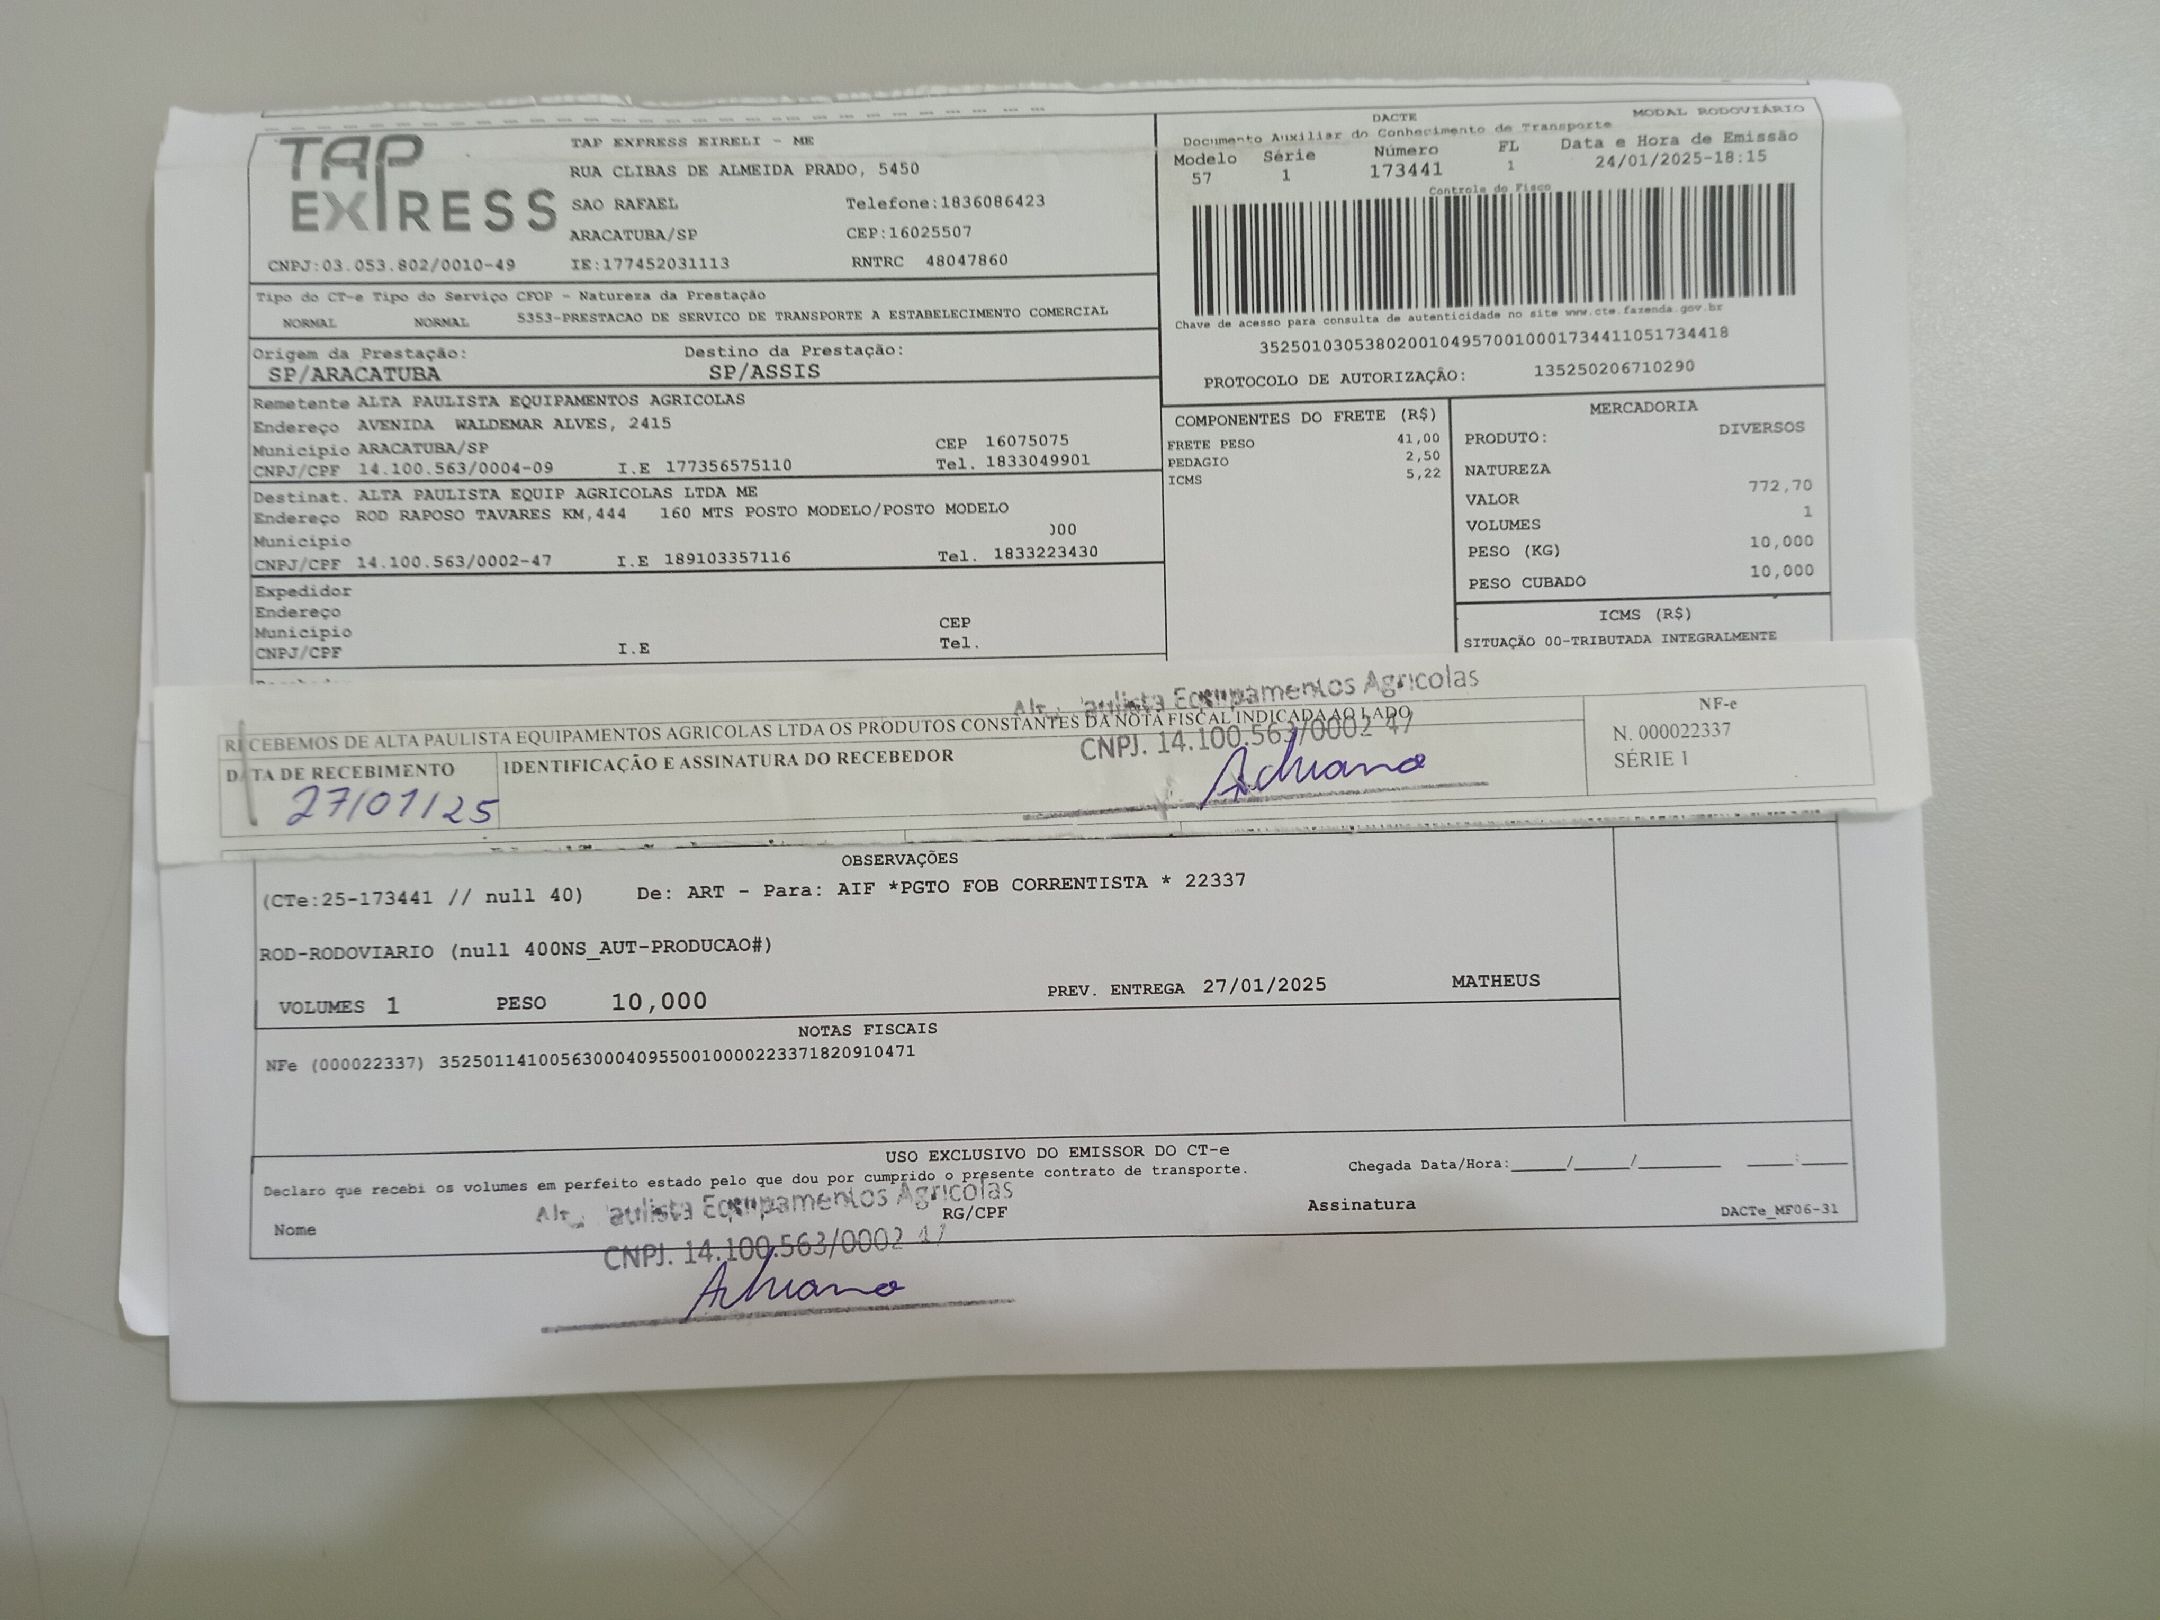 TAP EXPRESS
TAP EXPRESS EIRELI - ME
RUA CLIBAS DE ALMEIDA PRADO, 5450
SAO RAFAEL Telefone:1836086423
ARACATUBA/SP CEP:16025507
CNPJ:03.053.802/0010-49 IE:177452031113 RNTRC 48047860
DACTE MODAL RODOVIÁRIO
Documento Auxiliar do Conhecimento de Transporte
Modelo Série Número FL Data e Hora de Emissão
57 1 173441 1 24/01/2025-18:15
Controle do Fisco
Chave de acesso para consulta de autenticidade no site www.cte.fazenda.gov.br
35250103053802001049570010001734411051734418
PROTOCOLO DE AUTORIZAÇÃO: 135250206710290
Tipo do CT-e Tipo do Serviço CFOP - Natureza da Prestação
NORMAL NORMAL 5353-PRESTACAO DE SERVICO DE TRANSPORTE A ESTABELECIMENTO COMERCIAL
Origem da Prestação: Destino da Prestação:
SP/ARACATUBA SP/ASSIS
Remetente ALTA PAULISTA EQUIPAMENTOS AGRICOLAS
Endereço AVENIDA WALDEMAR ALVES, 2415
Municipio ARACATUBA/SP CEP 16075075
CNPJ/CPF 14.100.563/0004-09 I.E 177356575110 Tel. 1833049901
Destinat. ALTA PAULISTA EQUIP AGRICOLAS LTDA ME
Endereço ROD RAPOSO TAVARES KM,444 160 MTS POSTO MODELO/POSTO MODELO
Municipio 000
CNPJ/CPF 14.100.563/0002-47 I.E 189103357116 Tel. 1833223430
Expedidor
Endereço
Municipio CEP
CNPJ/CPF I.E Tel.
COMPONENTES DO FRETE (R$)
FRETE PESO 41,00
PEDAGIO 2,50
ICMS 5,22
MERCADORIA
PRODUTO: DIVERSOS
NATUREZA
VALOR 772,70
VOLUMES 1
PESO (KG) 10,000
PESO CUBADO 10,000
ICMS (R$)
SITUAÇÃO 00-TRIBUTADA INTEGRALMENTE
RECEBEMOS DE ALTA PAULISTA EQUIPAMENTOS AGRICOLAS LTDA OS PRODUTOS CONSTANTES DA NOTA FISCAL INDICADA AO LADO
DATA DE RECEBIMENTO IDENTIFICAÇÃO E ASSINATURA DO RECEBEDOR
27/01/25
aulista Equipamentos Agricolas
CNPJ. 14.100.563/0002 47
Adriano
NF-e
N. 000022337
SÉRIE 1
OBSERVAÇÕES
(CTe:25-173441 // null 40) De: ART - Para: AIF *PGTO FOB CORRENTISTA * 22337
ROD-RODOVIARIO (null 400NS_AUT-PRODUCAO#)
VOLUMES 1 PESO 10,000 PREV. ENTREGA 27/01/2025 MATHEUS
NOTAS FISCAIS
NFe (000022337) 35250114100563000409550010000223371820910471
USO EXCLUSIVO DO EMISSOR DO CT-e
Declaro que recebi os volumes em perfeito estado pelo que dou por cumprido o presente contrato de transporte. Chegada Data/Hora:_____/_____/_______ ____:____
Nome RG/CPF Assinatura DACTe_MF06-31
aulista Equipamentos Agricolas
CNPJ. 14.100.563/0002 47
Adriano